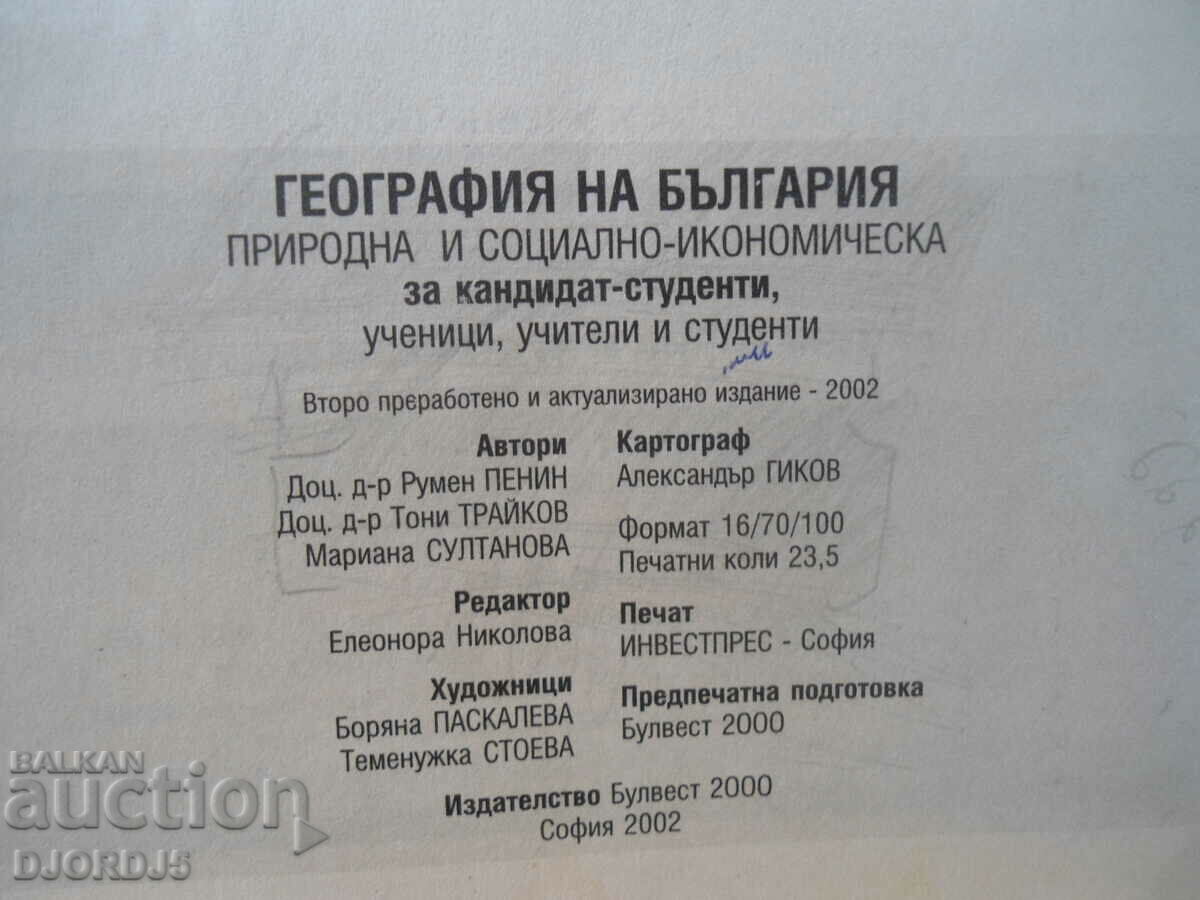 ГЕОГРАФИЯ НА БЪЛГАРИЯ
ПРИРОДНА И СОЦИАЛНО-ИКОНОМИЧЕСКА
за кандидат-студенти,
ученици, учители и студенти
Второ преработено и актуализирано издание - 2002
Автори
Доц. д-р Румен ПЕНИН
Доц. д-р Тони ТРАЙКОВ
Мариана СУЛТАНОВА
Редактор
Елеонора Николова
Художници
Боряна ПАСКАЛЕВА
Теменужка СТОЕВА
Картограф
Александър ГИКОВ
Формат 16/70/100
Печатни коли 23,5
Печат
ИНВЕСТПРЕС - София
Предпечатна подготовка
Булвест 2000
Издателство Булвест 2000
София 2002
BALKAN
auction
DJORDJ5